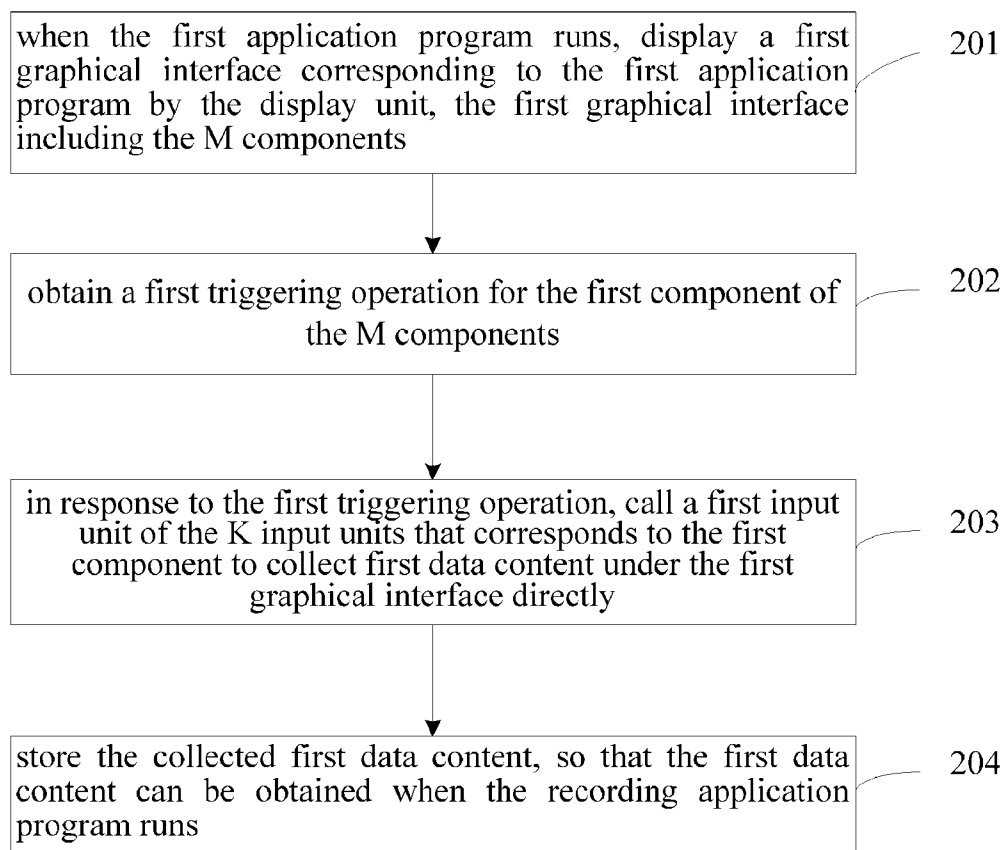 when the first application program runs, display a first
graphical interface corresponding to the first application
program by the display unit, the first graphical interface
including the M components
201
obtain a first triggering operation for the first component of
the M components
202
in response to the first triggering operation, call a first input
unit of the K input units that corresponds to the first
component to collect first data content under the first
graphical interface directly
203
store the collected first data content, so that the first data
content can be obtained when the recording application
program runs
204